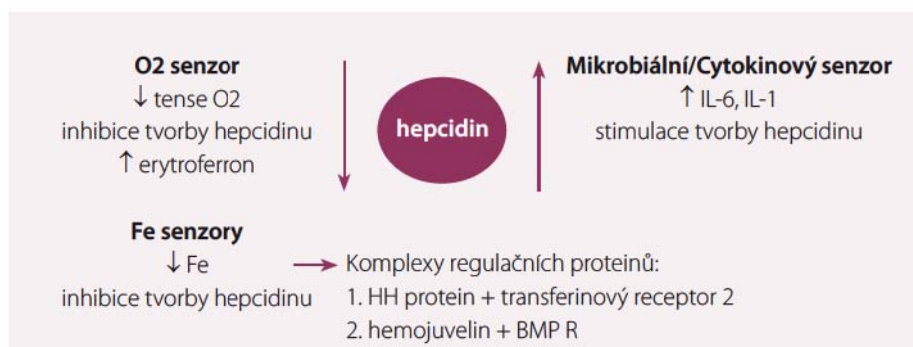 O2 senzor
↓ tense O2
inhibice tvorby hepcidinu
↑ erytroferron
hepcidin
Mikrobiální/Cytokinový senzor
↑ IL-6, IL-1
stimulace tvorby hepcidinu
Fe senzory
↓ Fe
inhibice tvorby hepcidinu
→ Komplexy regulačních proteinů:
1. HH protein + transferinový receptor 2
2. hemojuvelin + BMP R